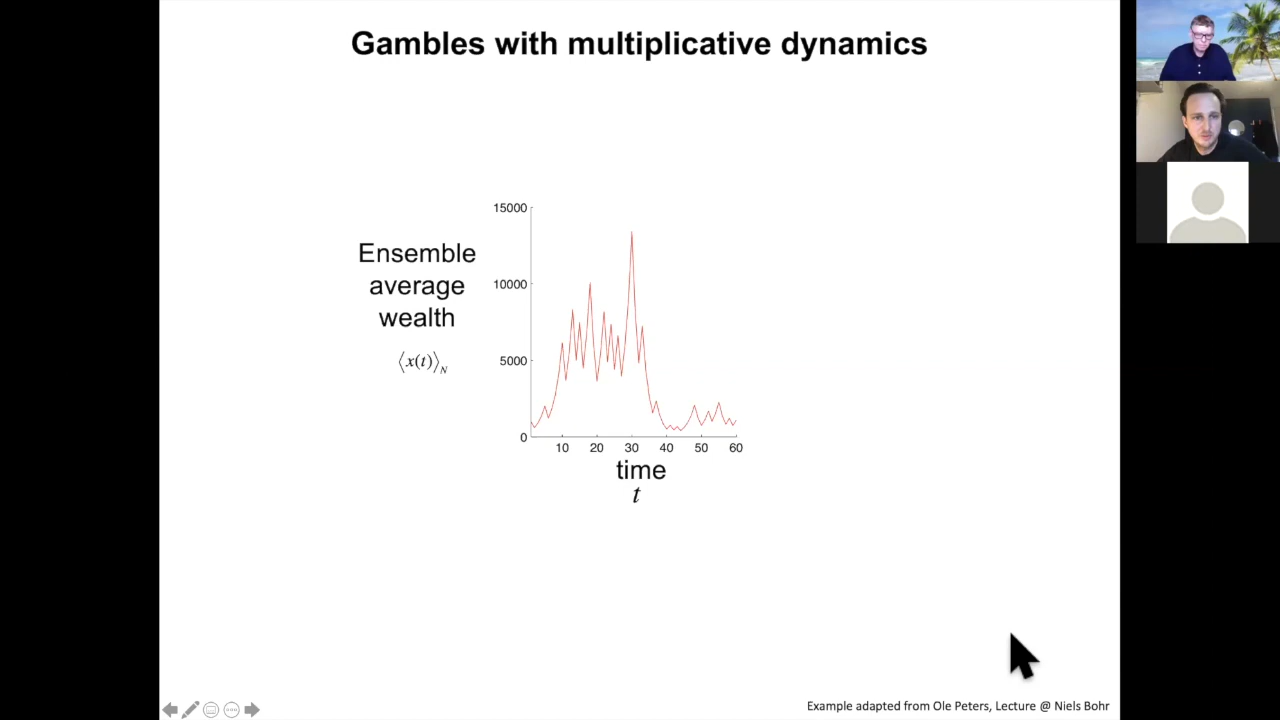 Gambles with multiplicative dynamics
15000
Ensemble
average
wealth
⟨x(t)⟩N
10000
5000
0
10 20 30 40 50 60
time
t
Example adapted from Ole Peters, Lecture @ Niels Bohr